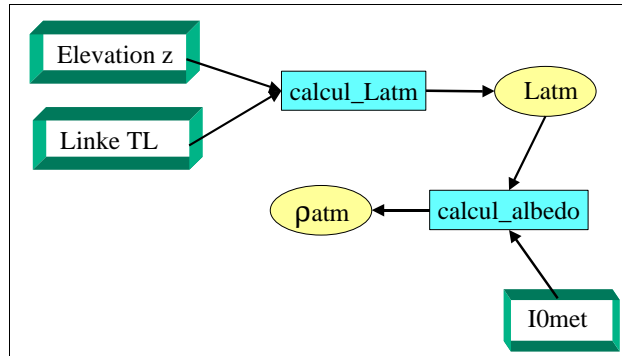 Elevation z
calcul_Latm
Latm
Linke TL
ρatm
calcul_albedo
I0met